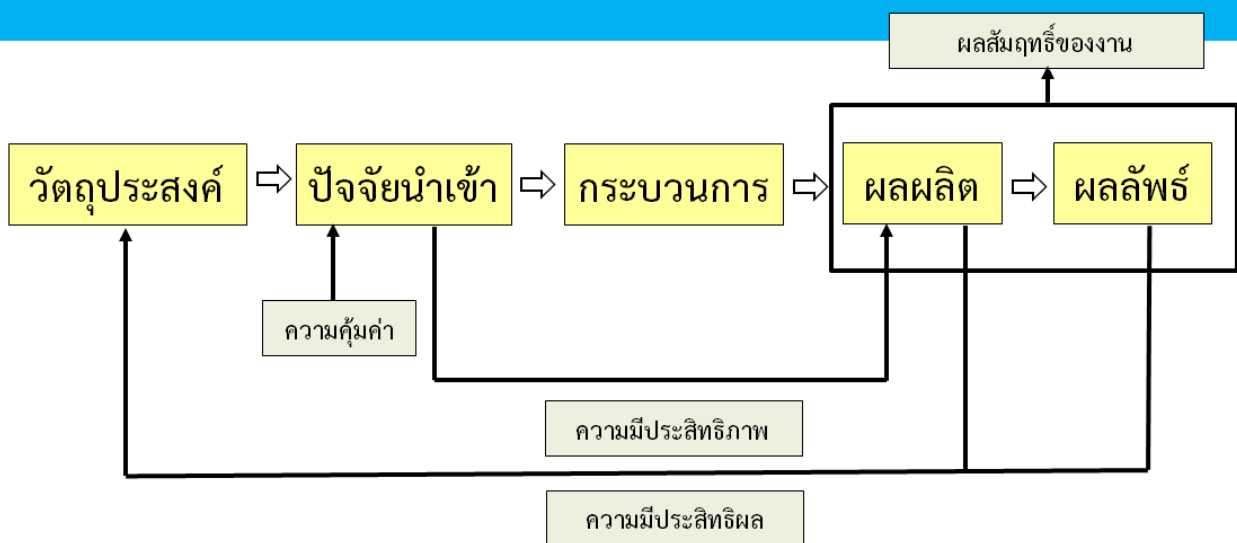 ผลสัมฤทธิ์ของงาน
วัตถุประสงค์
ปัจจัยนำเข้า
กระบวนการ
ผลผลิต
ผลลัพธ์
ความคุ้มค่า
ความมีประสิทธิภาพ
ความมีประสิทธิผล